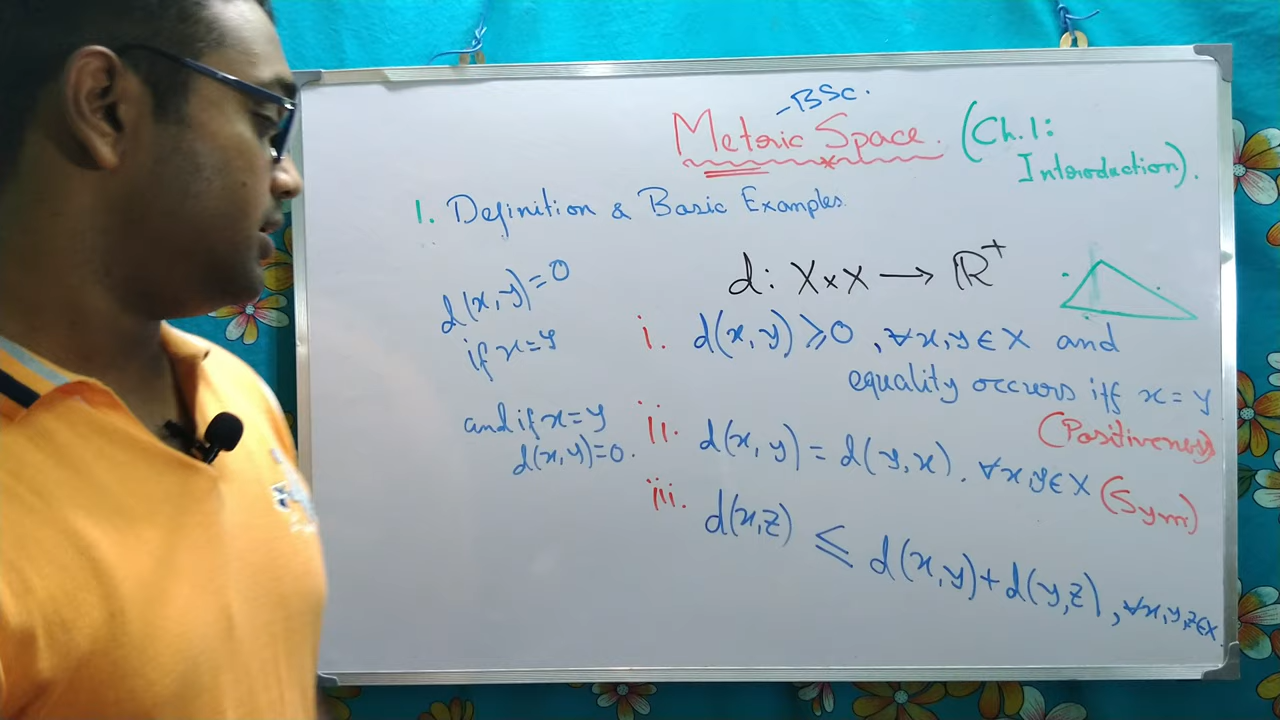 - BSc.
Metric Space. (Ch.1:
Introduction).
1. Definition & Basic Examples.
d(x,y)=0
if x=y
and if x=y
d(x,y)=0.
d: X×X → ℝ⁺
i. d(x,y) ⩾ 0, ∀x,y ∈ X and
equality occurs iff x = y
(Positiveness)
ii. d(x,y) = d(y,x). ∀x,y ∈ X (Sym)
iii. d(x,z) ≤ d(x,y) + d(y,z), ∀x,y,z ∈ X